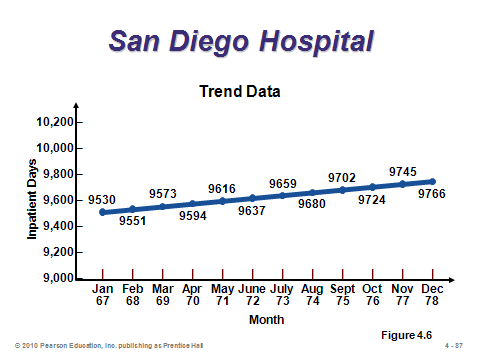 San Diego Hospital
Trend Data
Inpatient Days
10,200
10,000
9,800
9,600
9,400
9,200
9,000
9530
9551
9573
9594
9616
9637
9659
9680
9702
9724
9745
9766
Jan Feb Mar Apr May June July Aug Sept Oct Nov Dec
67 68 69 70 71 72 73 74 75 76 77 78
Month
Figure 4.6
© 2010 Pearson Education, Inc. publishing as Prentice Hall
4 - 87